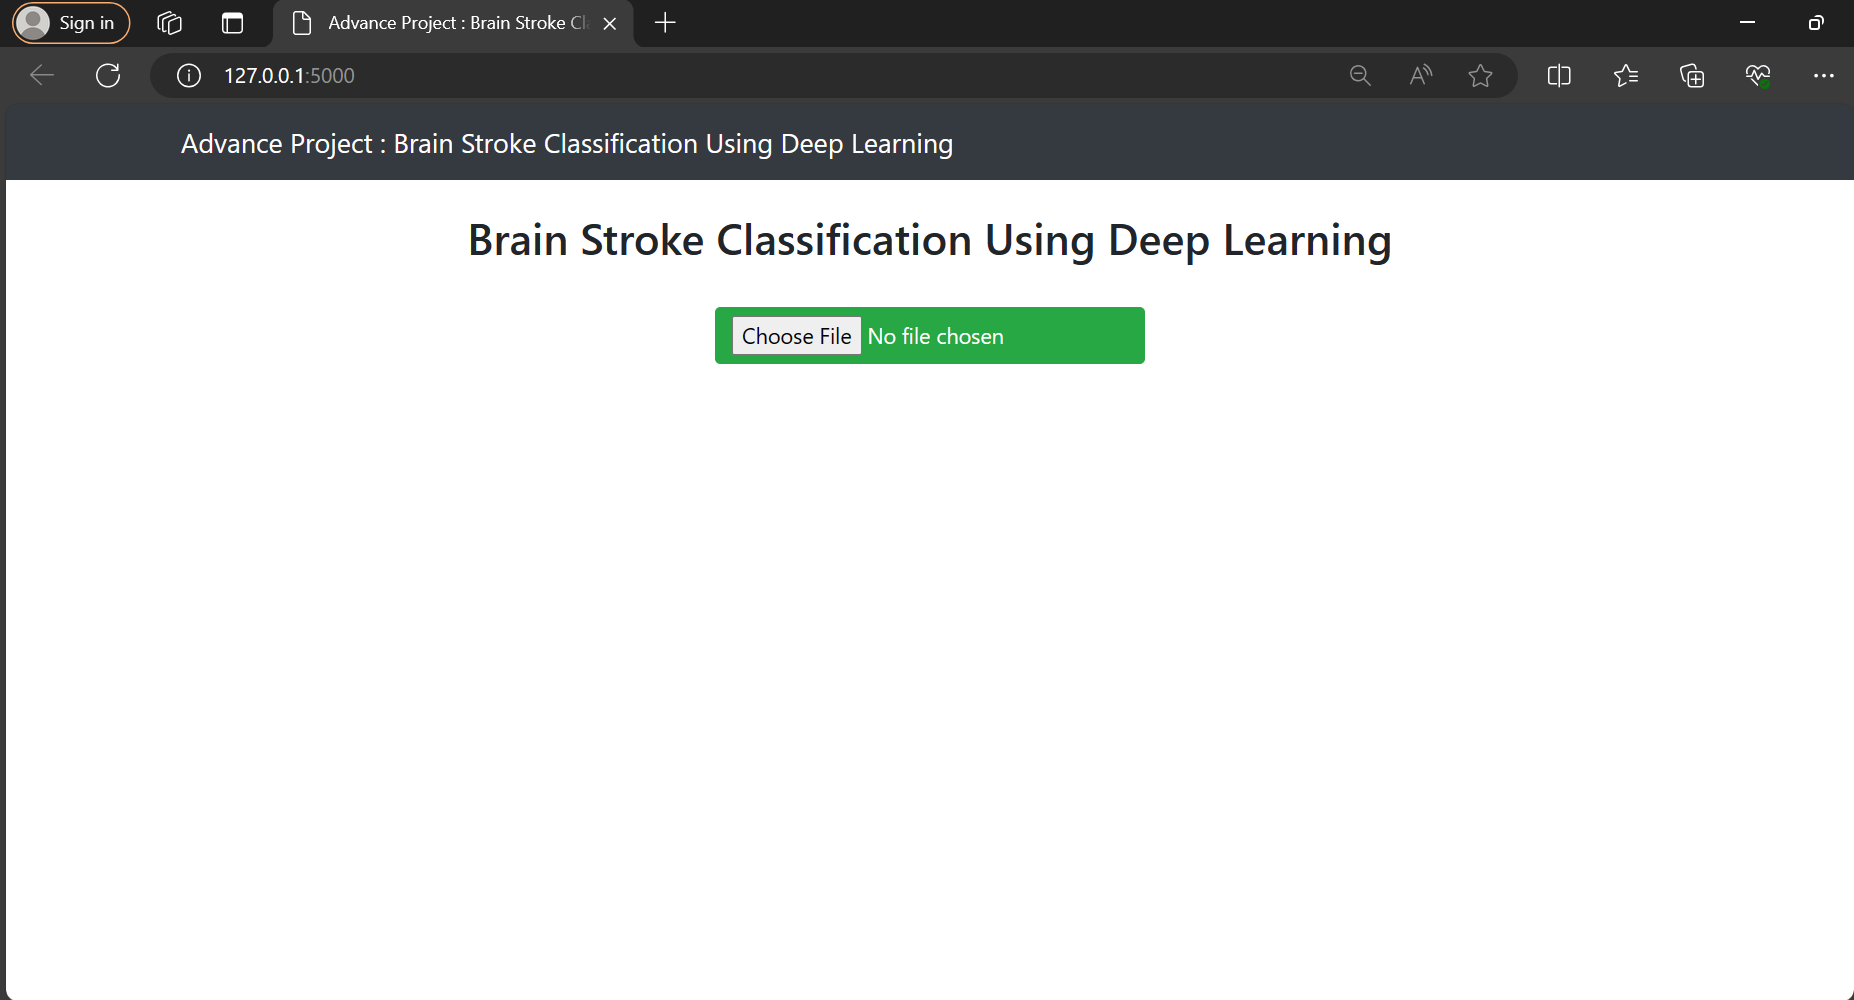 Sign in
Advance Project : Brain Stroke Cl
127.0.0.1:5000
Advance Project : Brain Stroke Classification Using Deep Learning
Brain Stroke Classification Using Deep Learning
Choose File No file chosen